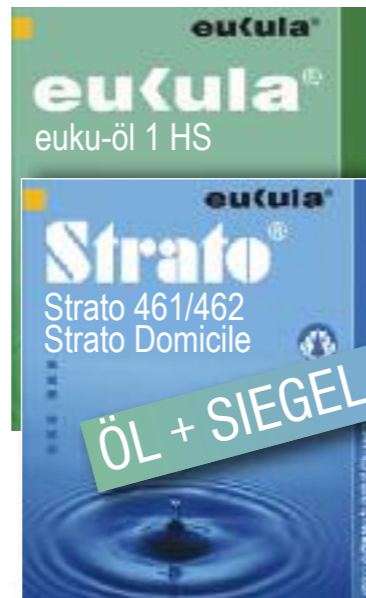 eukula®
eukula®
euku-öl 1 HS
eukula®
Strato®
Strato 461/462
Strato Domicile
ÖL + SIEGEL